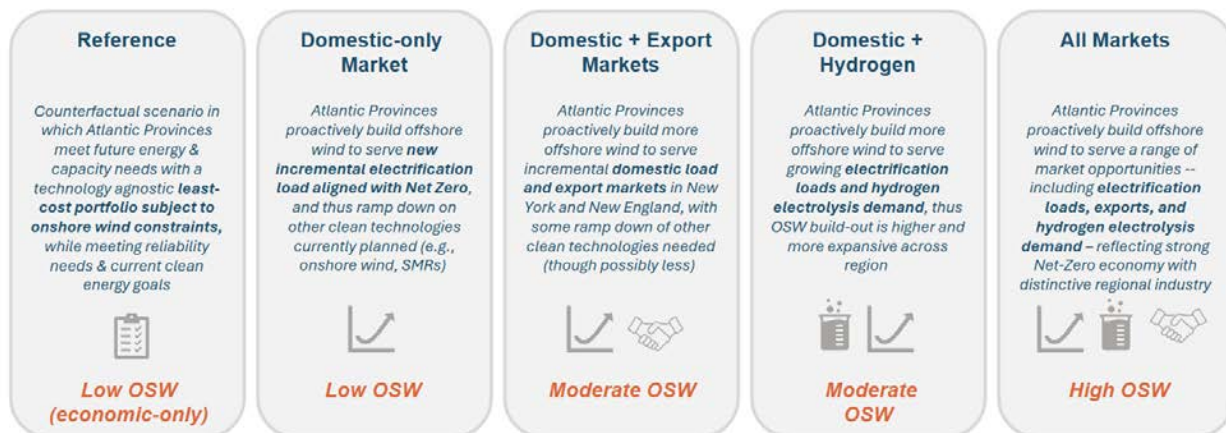 Reference
Counterfactual scenario in
which Atlantic Provinces
meet future energy &
capacity needs with a
technology agnostic least-
cost portfolio subject to
onshore wind constraints,
while meeting reliability
needs & current clean
energy goals
Low OSW
(economic-only)
Domestic-only
Market
Atlantic Provinces
proactively build offshore
wind to serve new
incremental electrification
load aligned with Net Zero,
and thus ramp down on
other clean technologies
currently planned (e.g.,
onshore wind, SMRs)
Low OSW
Domestic + Export
Markets
Atlantic Provinces
proactively build more
offshore wind to serve
incremental domestic load
and export markets in New
York and New England, with
some ramp down of other
clean technologies needed
(though possibly less)
Moderate OSW
Domestic +
Hydrogen
Atlantic Provinces
proactively build more
offshore wind to serve
growing electrification
loads and hydrogen
electrolysis demand, thus
OSW build-out is higher and
more expansive across
region
Moderate
OSW
All Markets
Atlantic Provinces
proactively build offshore
wind to serve a range of
market opportunities --
including electrification
loads, exports, and
hydrogen electrolysis
demand – reflecting strong
Net-Zero economy with
distinctive regional industry
High OSW